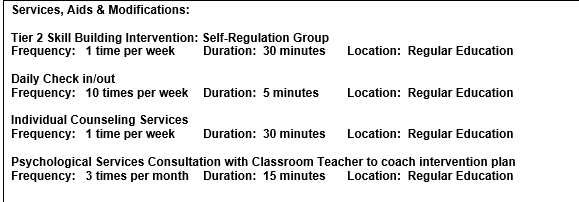 Services, Aids & Modifications:
Tier 2 Skill Building Intervention: Self-Regulation Group
Frequency: 1 time per week Duration: 30 minutes Location: Regular Education
Daily Check in/out
Frequency: 10 times per week Duration: 5 minutes Location: Regular Education
Individual Counseling Services
Frequency: 1 time per week Duration: 30 minutes Location: Regular Education
Psychological Services Consultation with Classroom Teacher to coach intervention plan
Frequency: 3 times per month Duration: 15 minutes Location: Regular Education